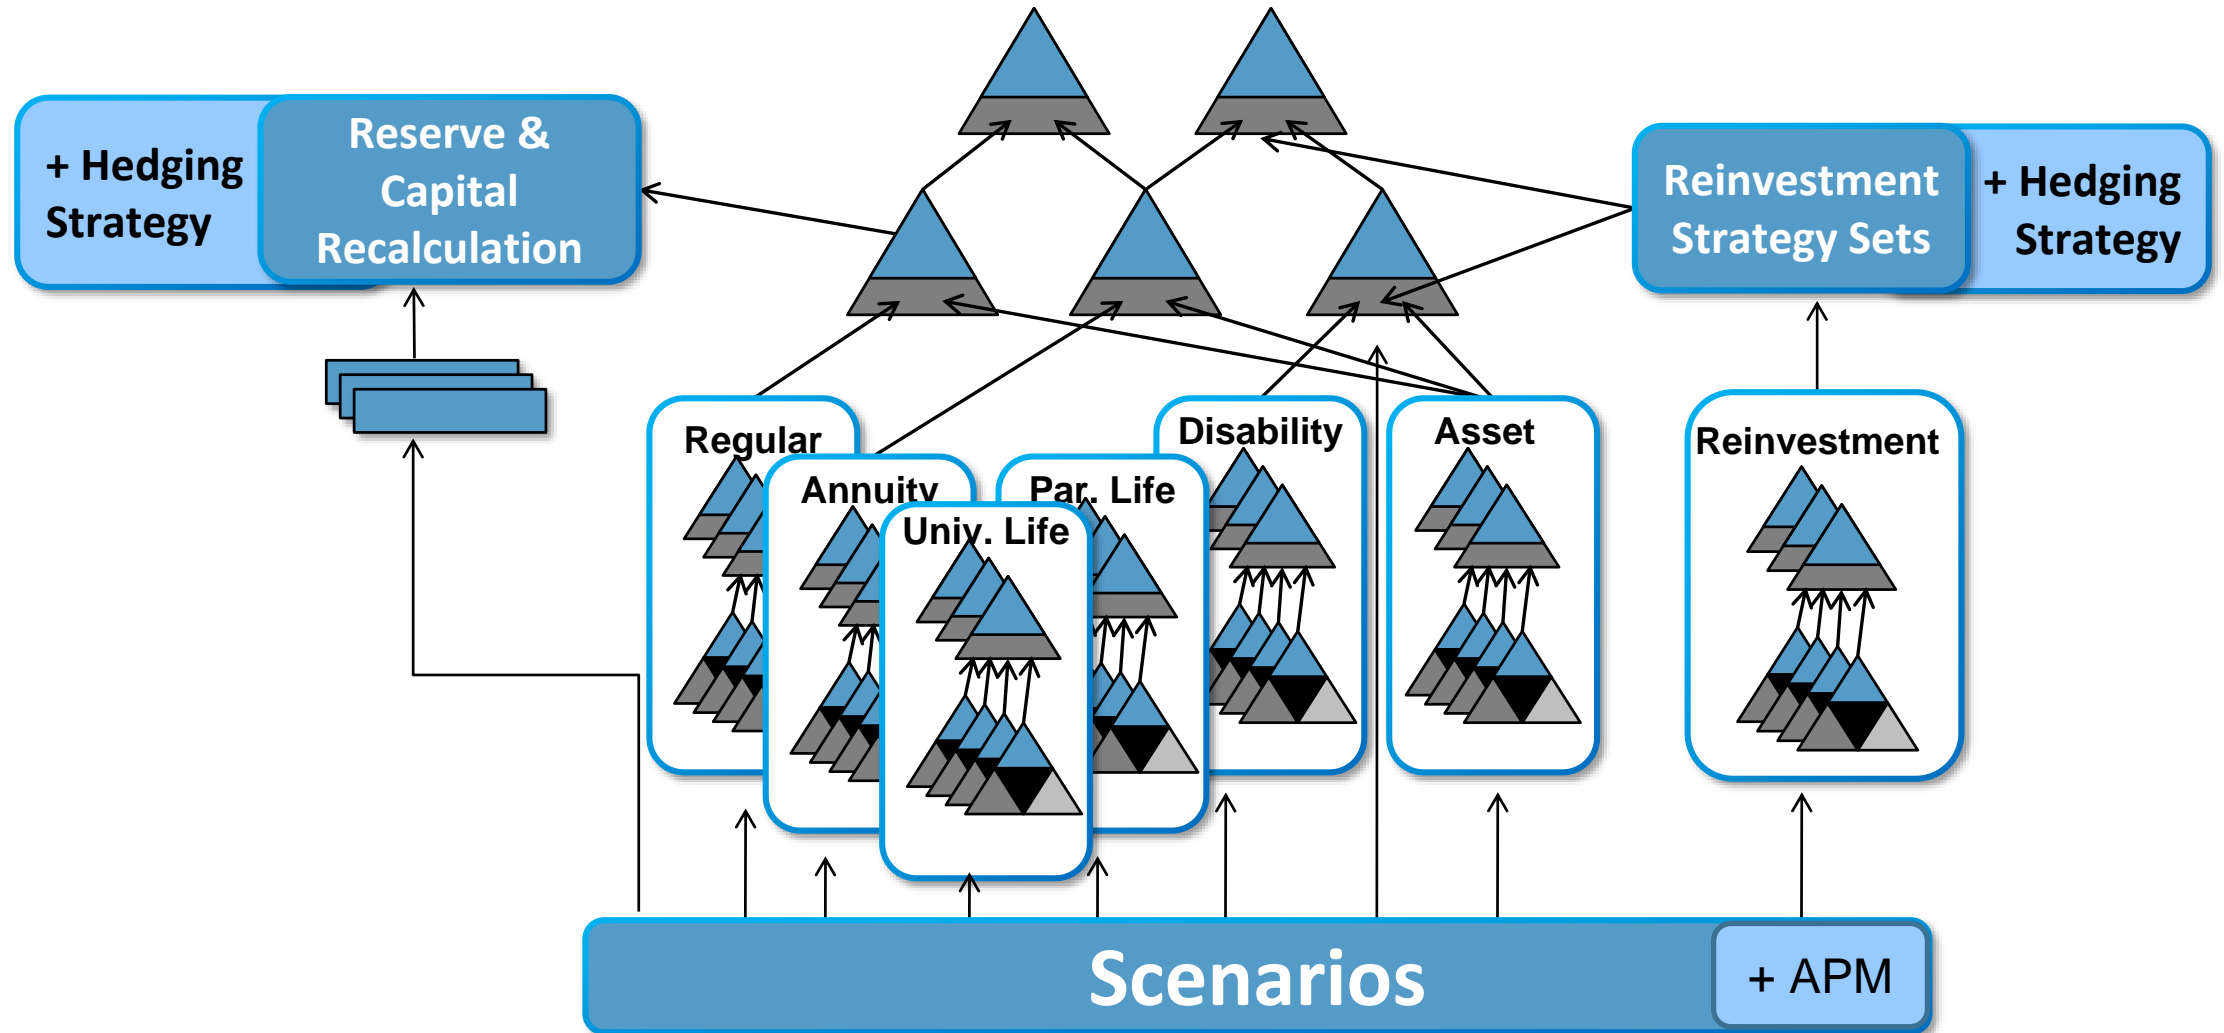 + Hedging
Strategy
Reserve &
Capital
Recalculation
Reinvestment
Strategy Sets
+ Hedging
Strategy
Regular
Annuity
Univ. Life
Par. Life
Disability
Asset
Reinvestment
Scenarios
+ APM